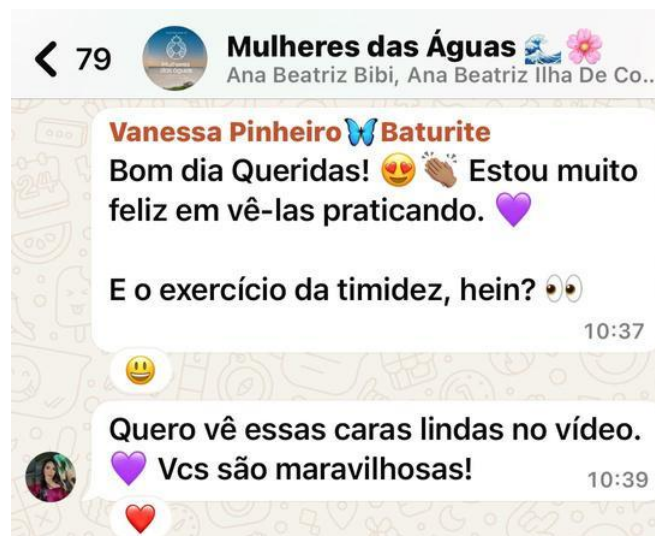 79
Mulheres das Águas 🌊🌸
Ana Beatriz Bibi, Ana Beatriz Ilha De Co...
Vanessa Pinheiro🦋Baturite
Bom dia Queridas! 😍👏🏽 Estou muito
feliz em vê-las praticando. 💜
E o exercício da timidez, hein? 👀
10:37
Quero vê essas caras lindas no vídeo.
💜 Vcs são maravilhosas!
10:39